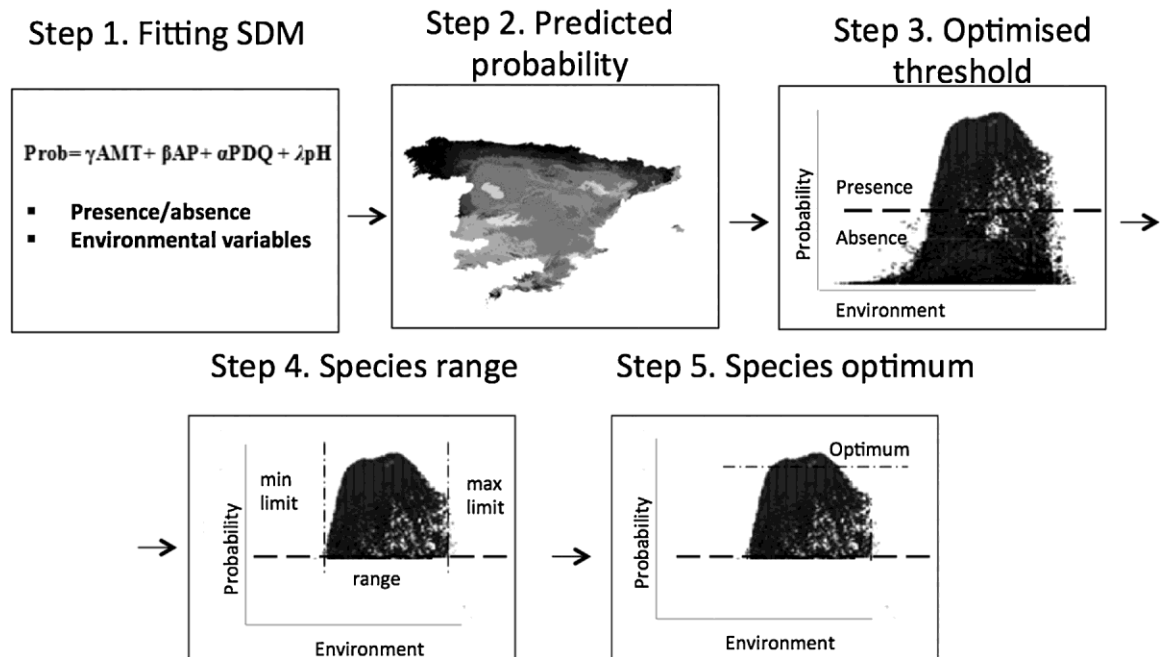 Step 1. Fitting SDM
Prob= γAMT+ βAP+ αPDQ + λpH
▪ Presence/absence
▪ Environmental variables
Step 2. Predicted
probability
Step 3. Optimised
threshold
Probability
Presence
Absence
Environment
Step 4. Species range
Probability
min
limit
max
limit
range
Environment
Step 5. Species optimum
Probability
Optimum
Environment